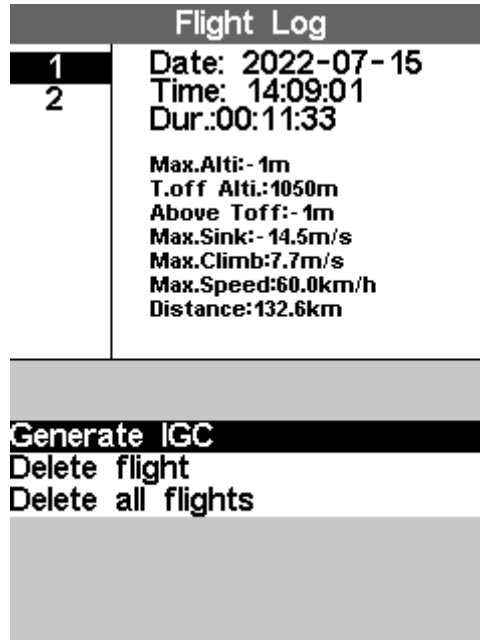 Flight Log
1
2
Date: 2022-07-15
Time: 14:09:01
Dur.:00:11:33
Max.Alti:-1m
T.off Alti.:1050m
Above Toff:-1m
Max.Sink:-14.5m/s
Max.Climb:7.7m/s
Max.Speed:60.0km/h
Distance:132.6km
Generate IGC
Delete flight
Delete all flights